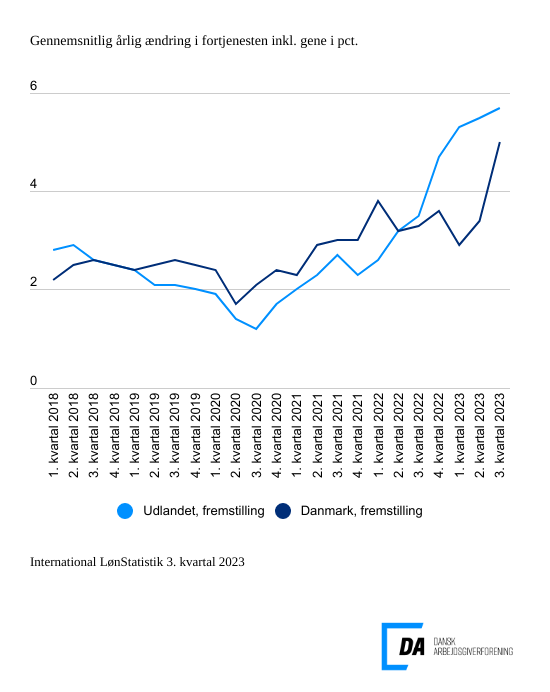 Gennemsnitlig årlig ændring i fortjenesten inkl. gene i pct.
6
4
2
0
1. kvartal 2018
2. kvartal 2018
3. kvartal 2018
4. kvartal 2018
1. kvartal 2019
2. kvartal 2019
3. kvartal 2019
4. kvartal 2019
1. kvartal 2020
2. kvartal 2020
3. kvartal 2020
4. kvartal 2020
1. kvartal 2021
2. kvartal 2021
3. kvartal 2021
4. kvartal 2021
1. kvartal 2022
2. kvartal 2022
3. kvartal 2022
4. kvartal 2022
1. kvartal 2023
2. kvartal 2023
3. kvartal 2023
Udlandet, fremstilling
Danmark, fremstilling
International LønStatistik 3. kvartal 2023
DA
DANSK
ARBEJDSGIVERFORENING